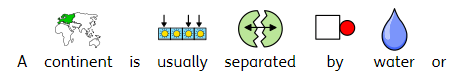 A continent is usually separated by water or